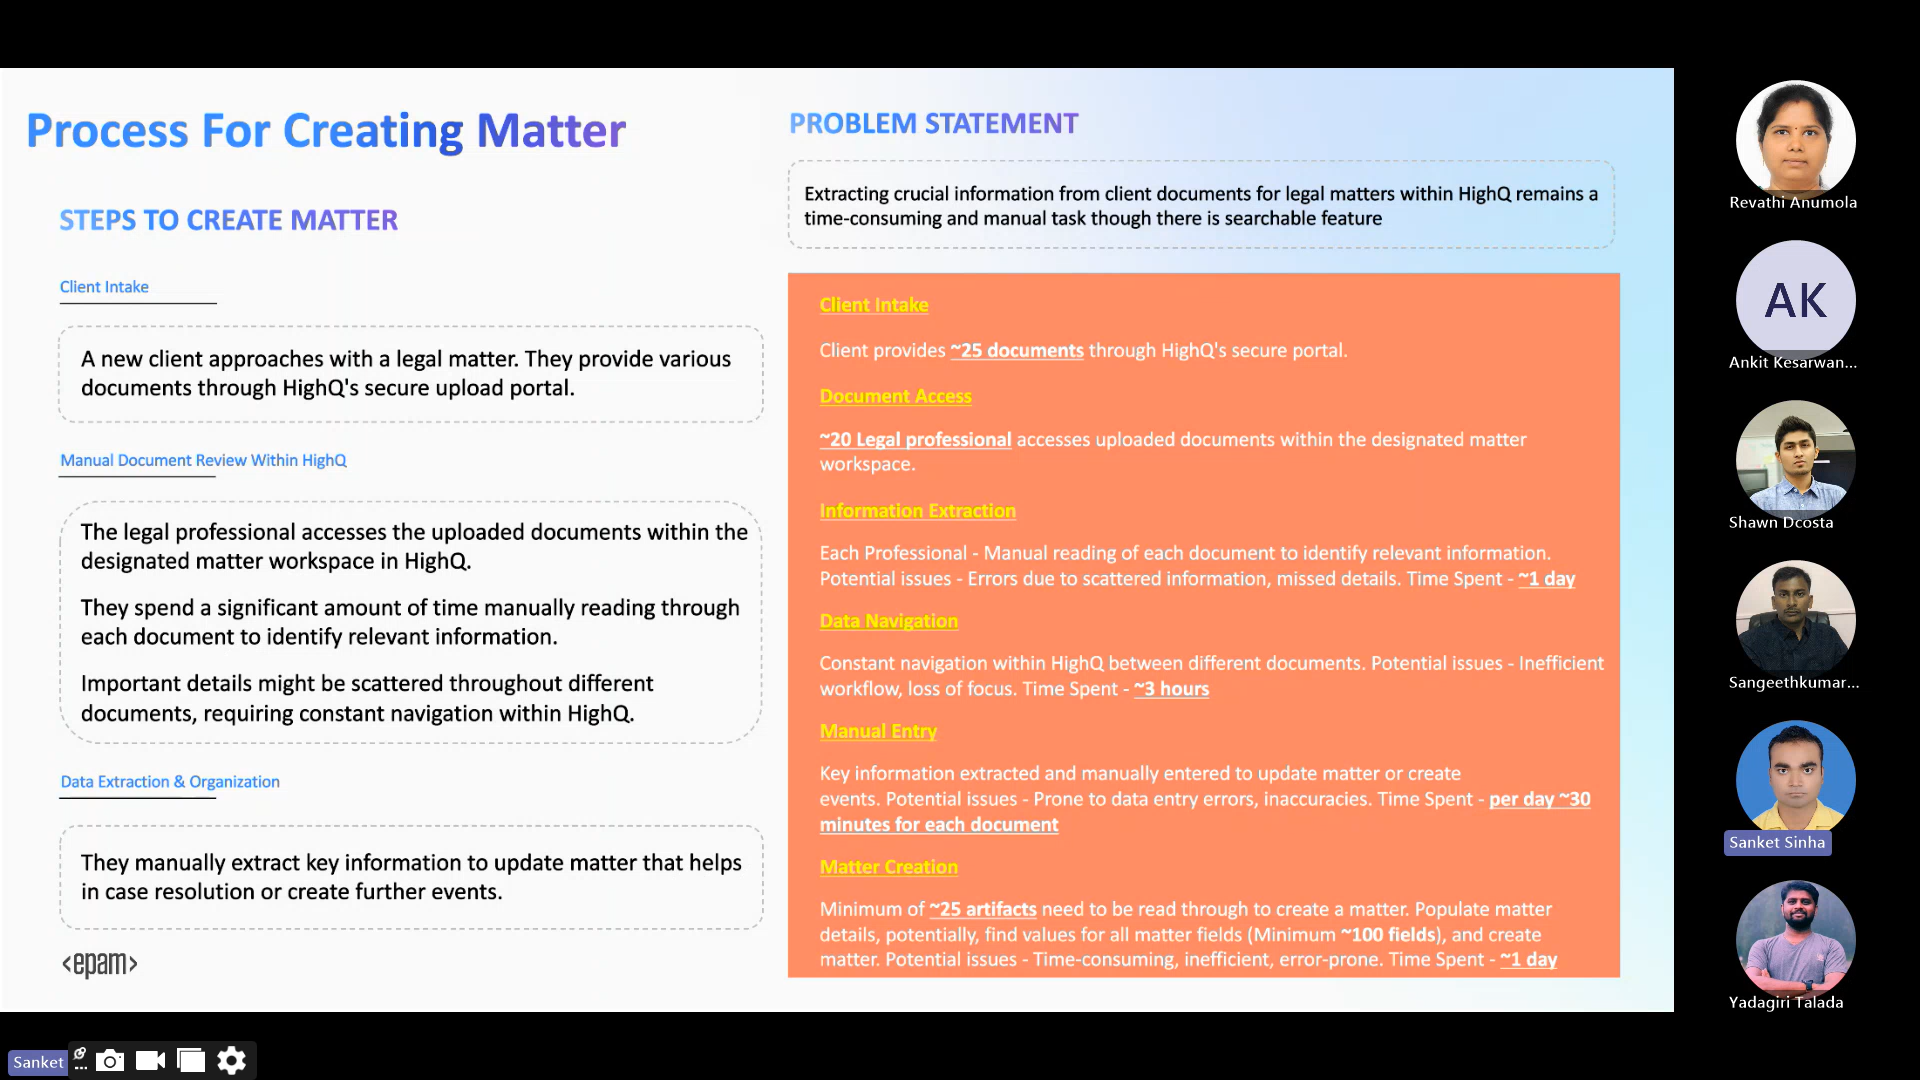 Process For Creating Matter
STEPS TO CREATE MATTER
Client Intake
A new client approaches with a legal matter. They provide various
documents through HighQ's secure upload portal.
Manual Document Review Within HighQ
The legal professional accesses the uploaded documents within the
designated matter workspace in HighQ.
They spend a significant amount of time manually reading through
each document to identify relevant information.
Important details might be scattered throughout different
documents, requiring constant navigation within HighQ.
Data Extraction & Organization
They manually extract key information to update matter that helps
in case resolution or create further events.
<epam>
PROBLEM STATEMENT
Extracting crucial information from client documents for legal matters within HighQ remains a
time-consuming and manual task though there is searchable feature
Client Intake
Client provides ~25 documents through HighQ's secure portal.
Document Access
~20 Legal professional accesses uploaded documents within the designated matter
workspace.
Information Extraction
Each Professional - Manual reading of each document to identify relevant information.
Potential issues - Errors due to scattered information, missed details. Time Spent - ~1 day
Data Navigation
Constant navigation within HighQ between different documents. Potential issues - Inefficient
workflow, loss of focus. Time Spent - ~3 hours
Manual Entry
Key information extracted and manually entered to update matter or create
events. Potential issues - Prone to data entry errors, inaccuracies. Time Spent - per day ~30
minutes for each document
Matter Creation
Minimum of ~25 artifacts need to be read through to create a matter. Populate matter
details, potentially, find values for all matter fields (Minimum ~100 fields), and create
matter. Potential issues - Time-consuming, inefficient, error-prone. Time Spent - ~1 day
Revathi Anumola
AK
Ankit Kesarwan...
Shawn Dcosta
Sangeethkumar...
Sanket Sinha
Yadagiri Talada
Sanket